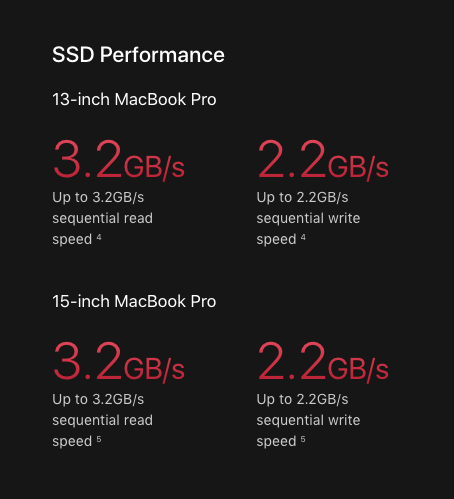 SSD Performance
13-inch MacBook Pro
3.2GB/s 2.2GB/s
Up to 3.2GB/s Up to 2.2GB/s
sequential read sequential write
speed 4 speed 4
15-inch MacBook Pro
3.2GB/s 2.2GB/s
Up to 3.2GB/s Up to 2.2GB/s
sequential read sequential write
speed 5 speed 5